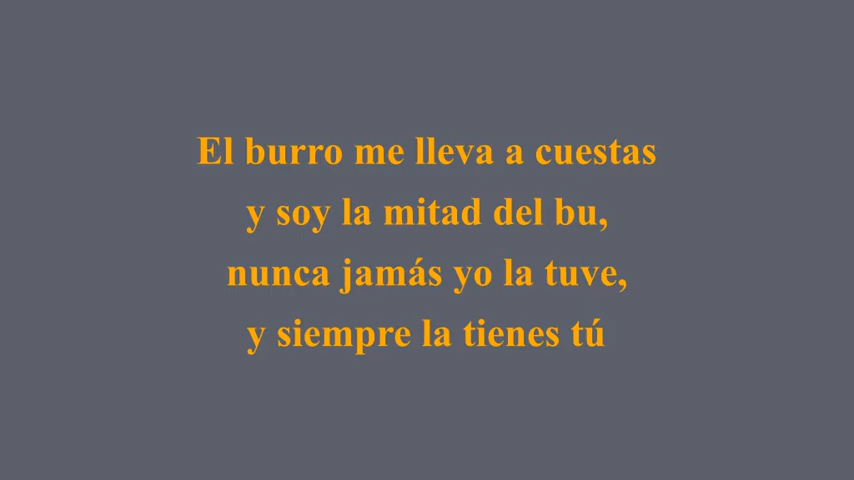 El burro me lleva a cuestas
y soy la mitad del bu,
nunca jamás yo la tuve,
y siempre la tienes tú